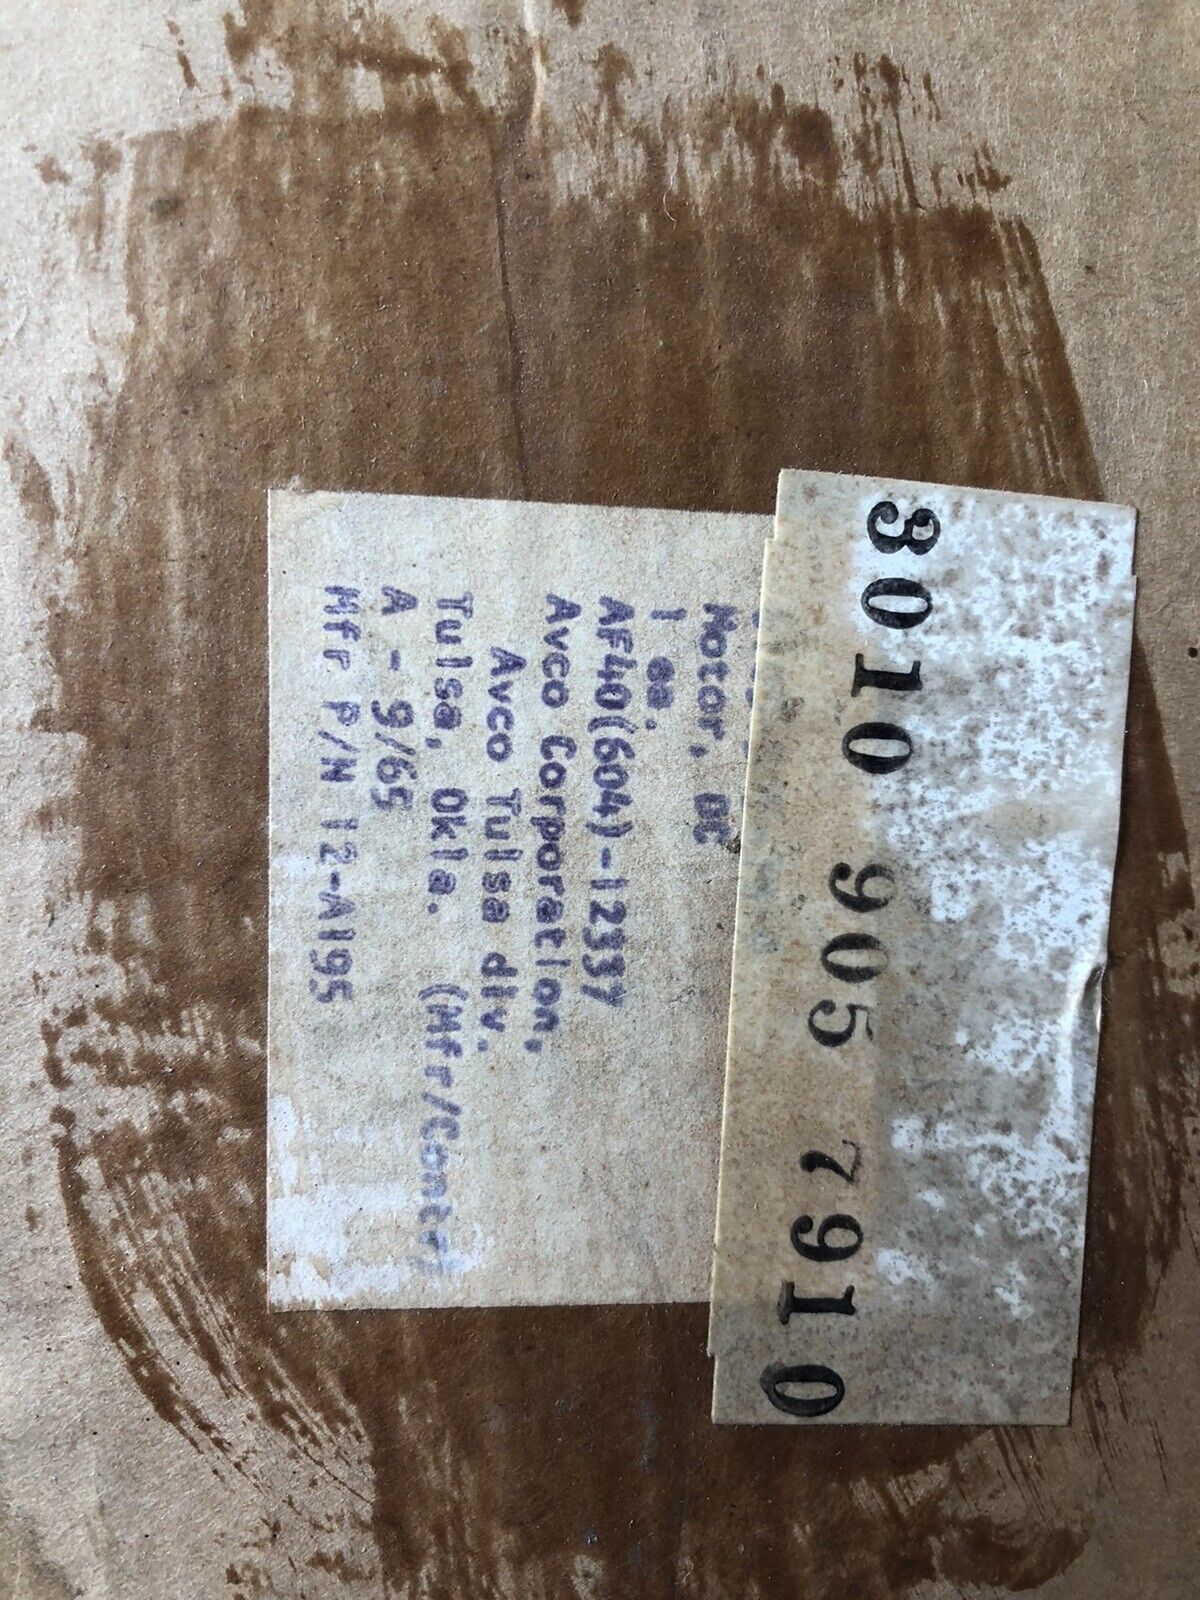 3010 905 7910
Motor, DC
1 ea.
AF40(604)-12337
Avco Corporation,
Avco Tulsa div.
Tulsa, Okla. (Mfr/Contr)
A - 9/65
Mfr P/N 12-A195